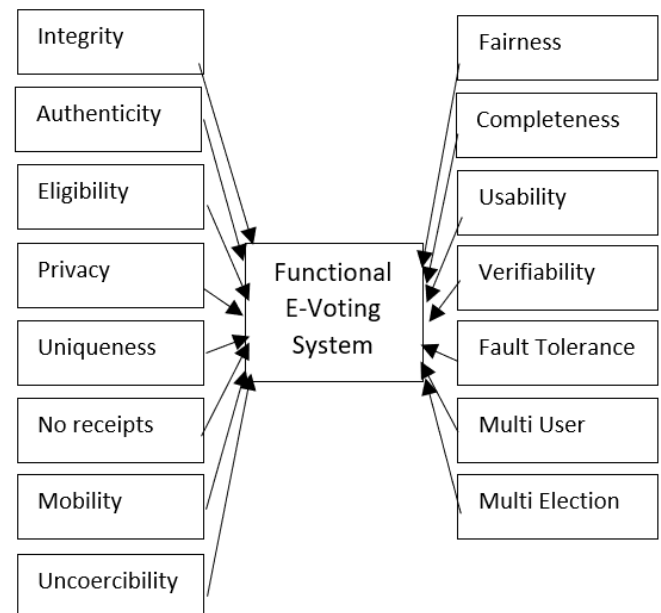 Integrity
Authenticity
Eligibility
Privacy
Uniqueness
No receipts
Mobility
Uncoercibility
Functional
E-Voting
System
Fairness
Completeness
Usability
Verifiability
Fault Tolerance
Multi User
Multi Election